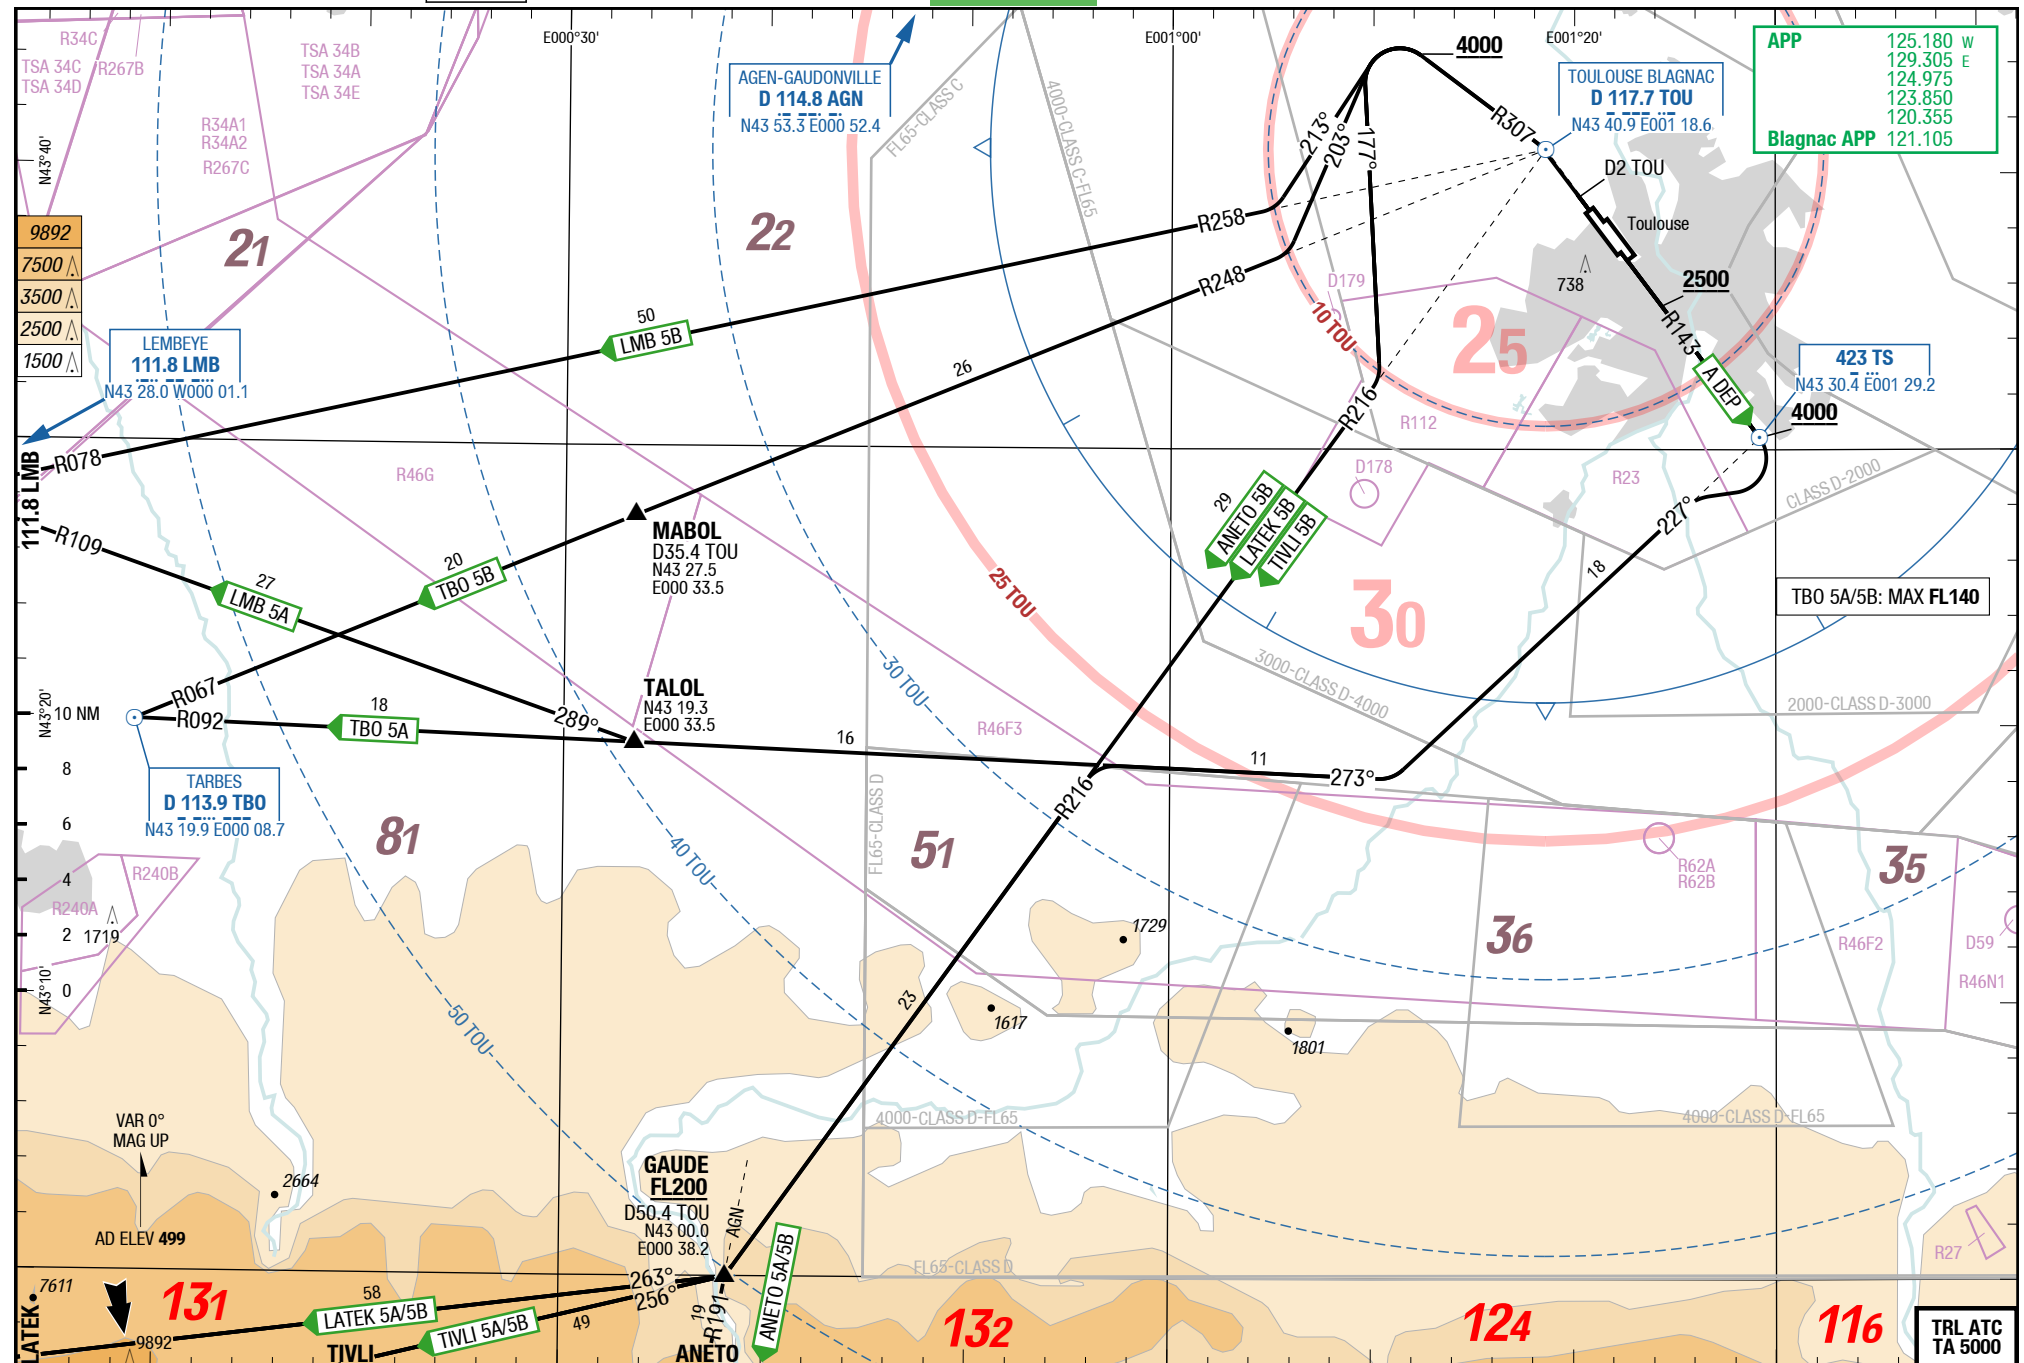 R34C
TSA 34C
TSA 34D
R267B
TSA 34B
TSA 34A
TSA 34E
R34A1
R34A2
R267C
E000°30'
E001°00'
E001°20'
N43°40'
AGEN-GAUDONVILLE
D 114.8 AGN
N43 53.3 E000 52.4
FL65-CLASS C
4000-CLASS C-FL65
4000
TOULOUSE BLAGNAC
D 117.7 TOU
N43 40.9 E001 18.6
APP 125.180 W
129.305 E
124.975
123.850
120.355
Blagnac APP 121.105
R307
213°
203°
177°
D2 TOU
Toulouse
9892
7500
3500
2500
1500
21
22
R258
R248
D179
10 TOU
25
738
2500
R143
A DEP
423 TS
N43 30.4 E001 29.2
4000
LEMBEYE
111.8 LMB
N43 28.0 W000 01.1
50
LMB 5B
26
R216
R112
D178
R23
CLASS D-2000
R078
111.8 LMB
R109
R46G
MABOL
D35.4 TOU
N43 27.5
E000 33.5
20
TBO 5B
27
LMB 5A
29
ANETO 5B
LATEK 5B
TIVLI 5B
227°
18
25 TOU
30
TBO 5A/5B: MAX FL140
3000-CLASS D-4000
2000-CLASS D-3000
30 TOU
R067
R092
18
TBO 5A
289°
TALOL
N43 19.3
E000 33.5
16
R46F3
11
273°
N43°20'
10 NM
8
6
4
2
0
TARBES
D 113.9 TBO
N43 19.9 E000 08.7
81
FL65-CLASS D
51
R216
40 TOU
R62A
R62B
35
36
R240B
R240A
1719
1729
R46F2
D59
R46N1
N43°10'
50 TOU
23
1617
1801
VAR 0°
MAG UP
4000-CLASS D-FL65
4000-CLASS D-FL65
2664
GAUDE
FL200
D50.4 TOU
N43 00.0
E000 38.2
AGN
AD ELEV 499
R27
FL65-CLASS D
7611
131
58
LATEK 5A/5B
263°
256°
TIVLI 5A/5B
49
19
R191
ANETO 5A/5B
132
124
116
LATEK
9892
TIVLI
ANETO
TRL ATC
TA 5000